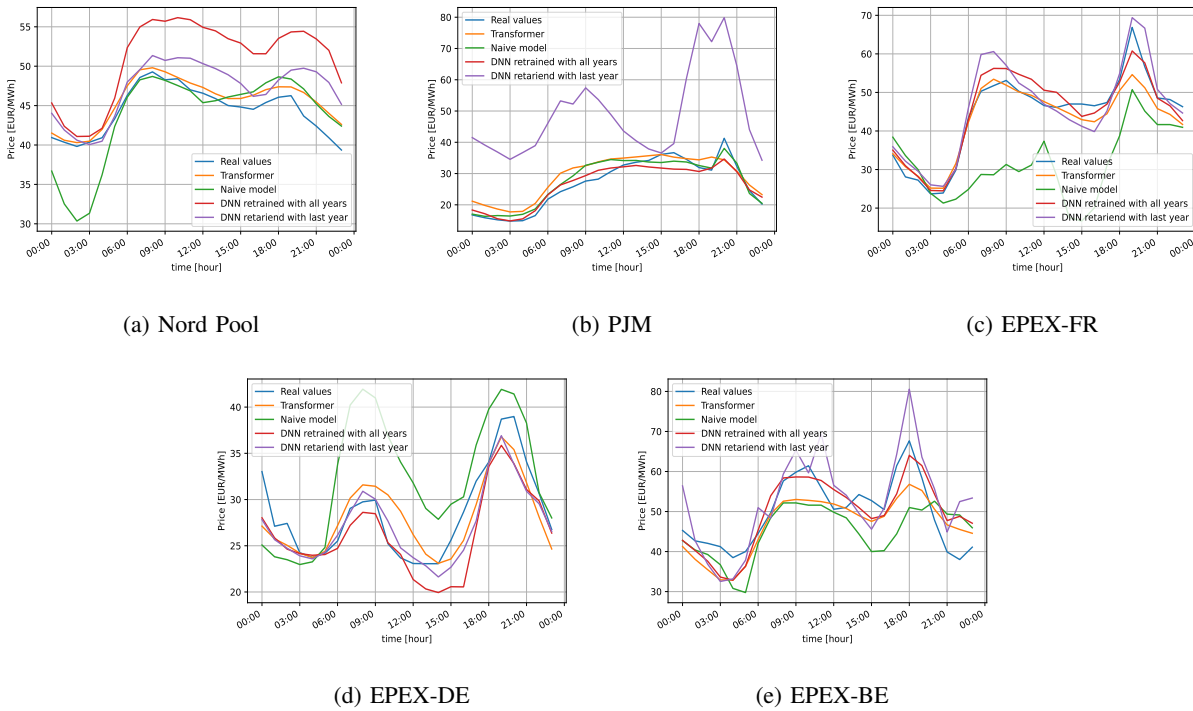 55
50
45
40
35
30
Price [EUR/MWh]
Real values
Transformer
Naive model
DNN retrained with all years
DNN retariend with last year
00:00 03:00 06:00 09:00 12:00 15:00 18:00 21:00 00:00
time [hour]
(a) Nord Pool
80
70
60
50
40
30
20
Price [EUR/MWh]
Real values
Transformer
Naive model
DNN retrained with all years
DNN retariend with last year
00:00 03:00 06:00 09:00 12:00 15:00 18:00 21:00 00:00
time [hour]
(b) PJM
70
60
50
40
30
20
Price [EUR/MWh]
Real values
Transformer
Naive model
DNN retrained with all years
DNN retariend with last year
00:00 03:00 06:00 09:00 12:00 15:00 18:00 21:00 00:00
time [hour]
(c) EPEX-FR
40
35
30
25
20
Price [EUR/MWh]
Real values
Transformer
Naive model
DNN retrained with all years
DNN retariend with last year
00:00 03:00 06:00 09:00 12:00 15:00 18:00 21:00 00:00
time [hour]
(d) EPEX-DE
80
70
60
50
40
30
Price [EUR/MWh]
Real values
Transformer
Naive model
DNN retrained with all years
DNN retariend with last year
00:00 03:00 06:00 09:00 12:00 15:00 18:00 21:00 00:00
time [hour]
(e) EPEX-BE